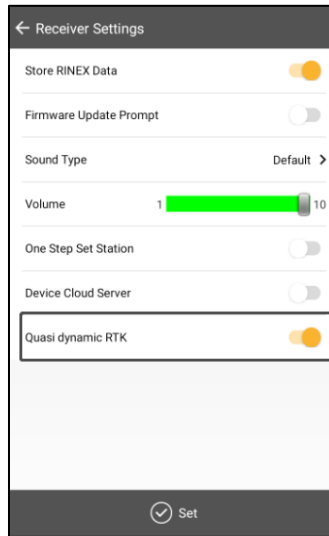 Receiver Settings
Store RINEX Data
Firmware Update Prompt
Sound Type Default
Volume 1 10
One Step Set Station
Device Cloud Server
Quasi dynamic RTK
Set